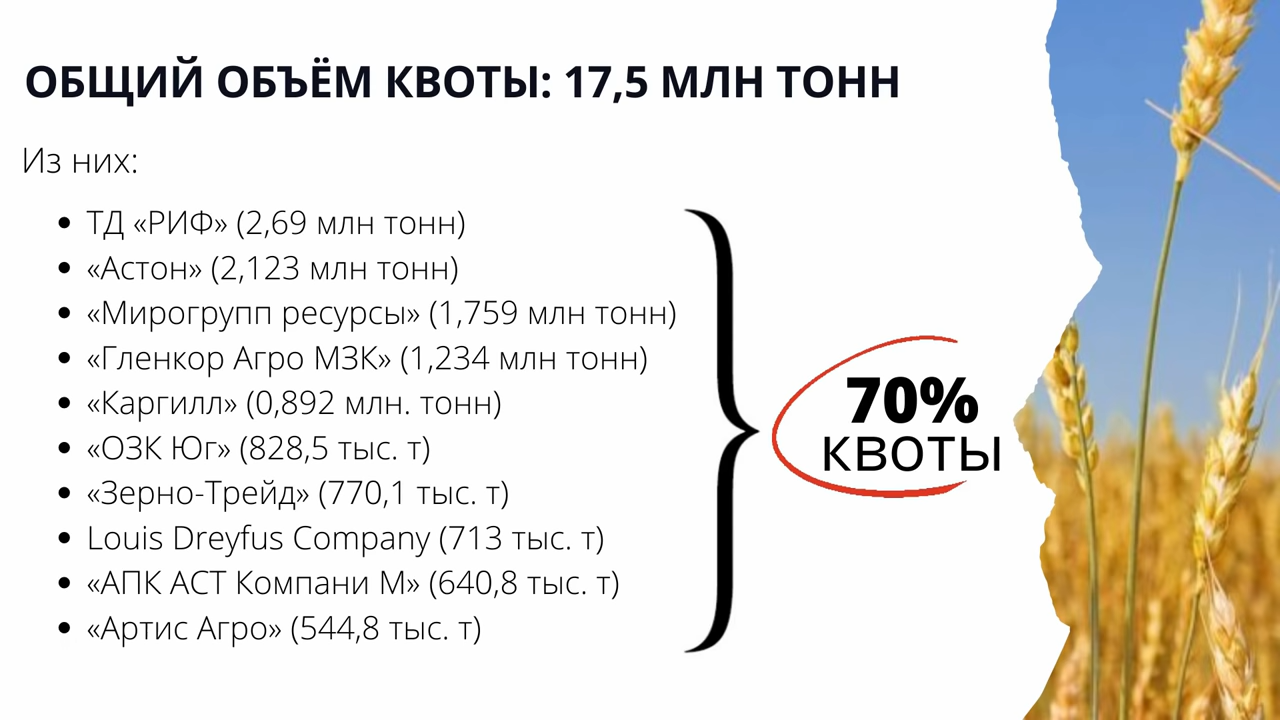 ОБЩИЙ ОБЪЁМ КВОТЫ: 17,5 МЛН ТОНН
Из них:
• ТД «РИФ» (2,69 млн тонн)
• «Астон» (2,123 млн тонн)
• «Мирогрупп ресурсы» (1,759 млн тонн)
• «Гленкор Агро МЗК» (1,234 млн тонн)
• «Каргилл» (0,892 млн. тонн)
• «ОЗК Юг» (828,5 тыс. т)
• «Зерно-Трейд» (770,1 тыс. т)
• Louis Dreyfus Company (713 тыс. т)
• «АПК АСТ Компани М» (640,8 тыс. т)
• «Артис Агро» (544,8 тыс. т)
70%
КВОТЫ